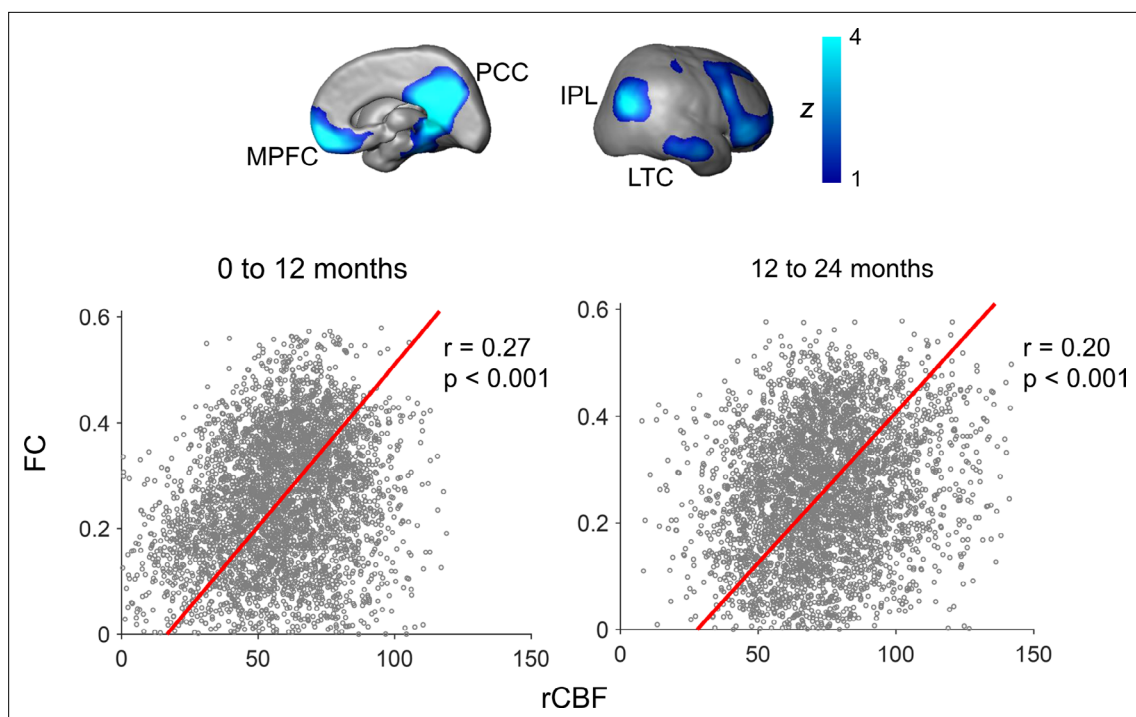 PCC
MPFC
IPL
LTC
4
z
1
0 to 12 months
12 to 24 months
FC
0.6
0.4
0.2
0
0 50 100 150
r = 0.27
p < 0.001
0.6
0.4
0.2
0
0 50 100 150
r = 0.20
p < 0.001
rCBF